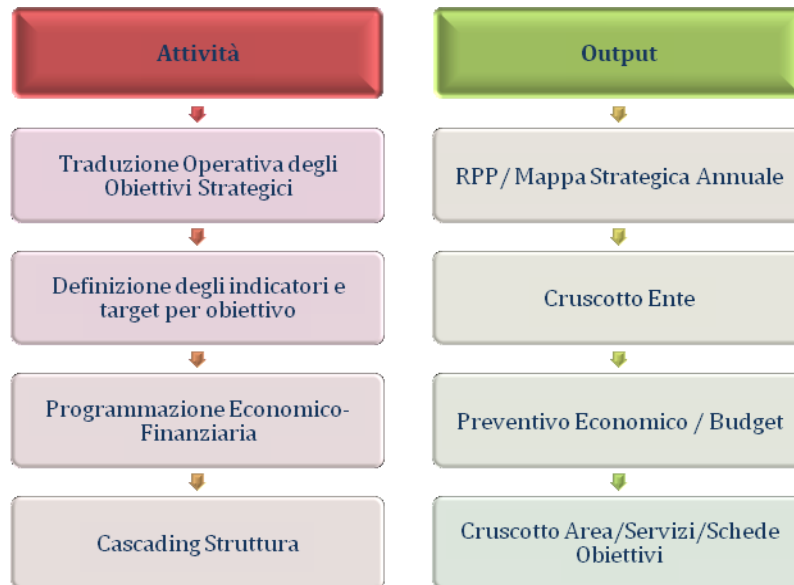 Attività
Traduzione Operativa degli
Obiettivi Strategici
Definizione degli indicatori e
target per obiettivo
Programmazione Economico-
Finanziaria
Cascading Struttura
Output
RPP / Mappa Strategica Annuale
Cruscotto Ente
Preventivo Economico / Budget
Cruscotto Area/Servizi/Schede
Obiettivi